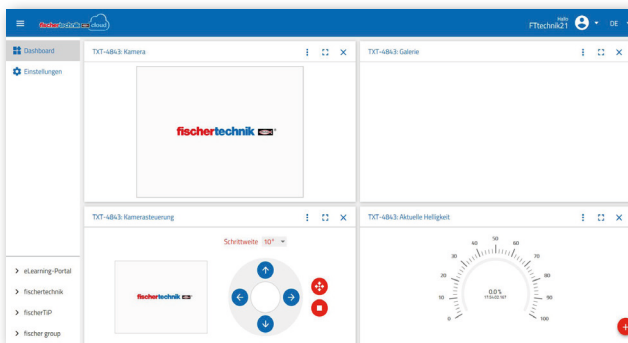 fischertechnik cloud
Hallo
FTtechnik21
DE
Dashboard
Einstellungen
TXT-4843: Kamera
fischertechnik
TXT-4843: Galerie
TXT-4843: Kamerasteuerung
Schrittweite 10°
fischertechnik
TXT-4843: Aktuelle Helligkeit
0
10
20
30
40
50
60
70
80
90
100
0.0 %
eLearning-Portal
fischertechnik
fischerTiP
fischer group